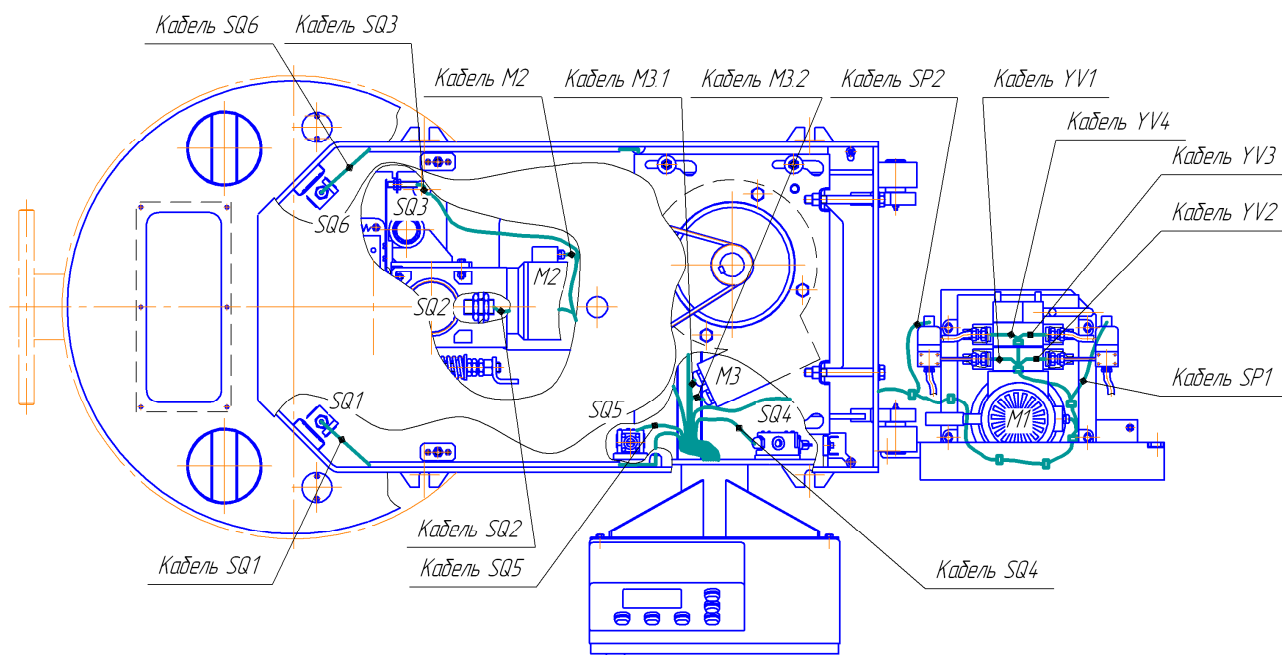 Кабель SQ6
Кабель SQ3
Кабель M2
Кабель M3.1
Кабель M3.2
Кабель SP2
Кабель YV1
Кабель YV4
Кабель YV3
Кабель YV2
SQ6
SQ3
M2
SQ2
M3
SQ1
SQ5
SQ4
M1
Кабель SP1
Кабель SQ2
Кабель SQ1
Кабель SQ5
Кабель SQ4